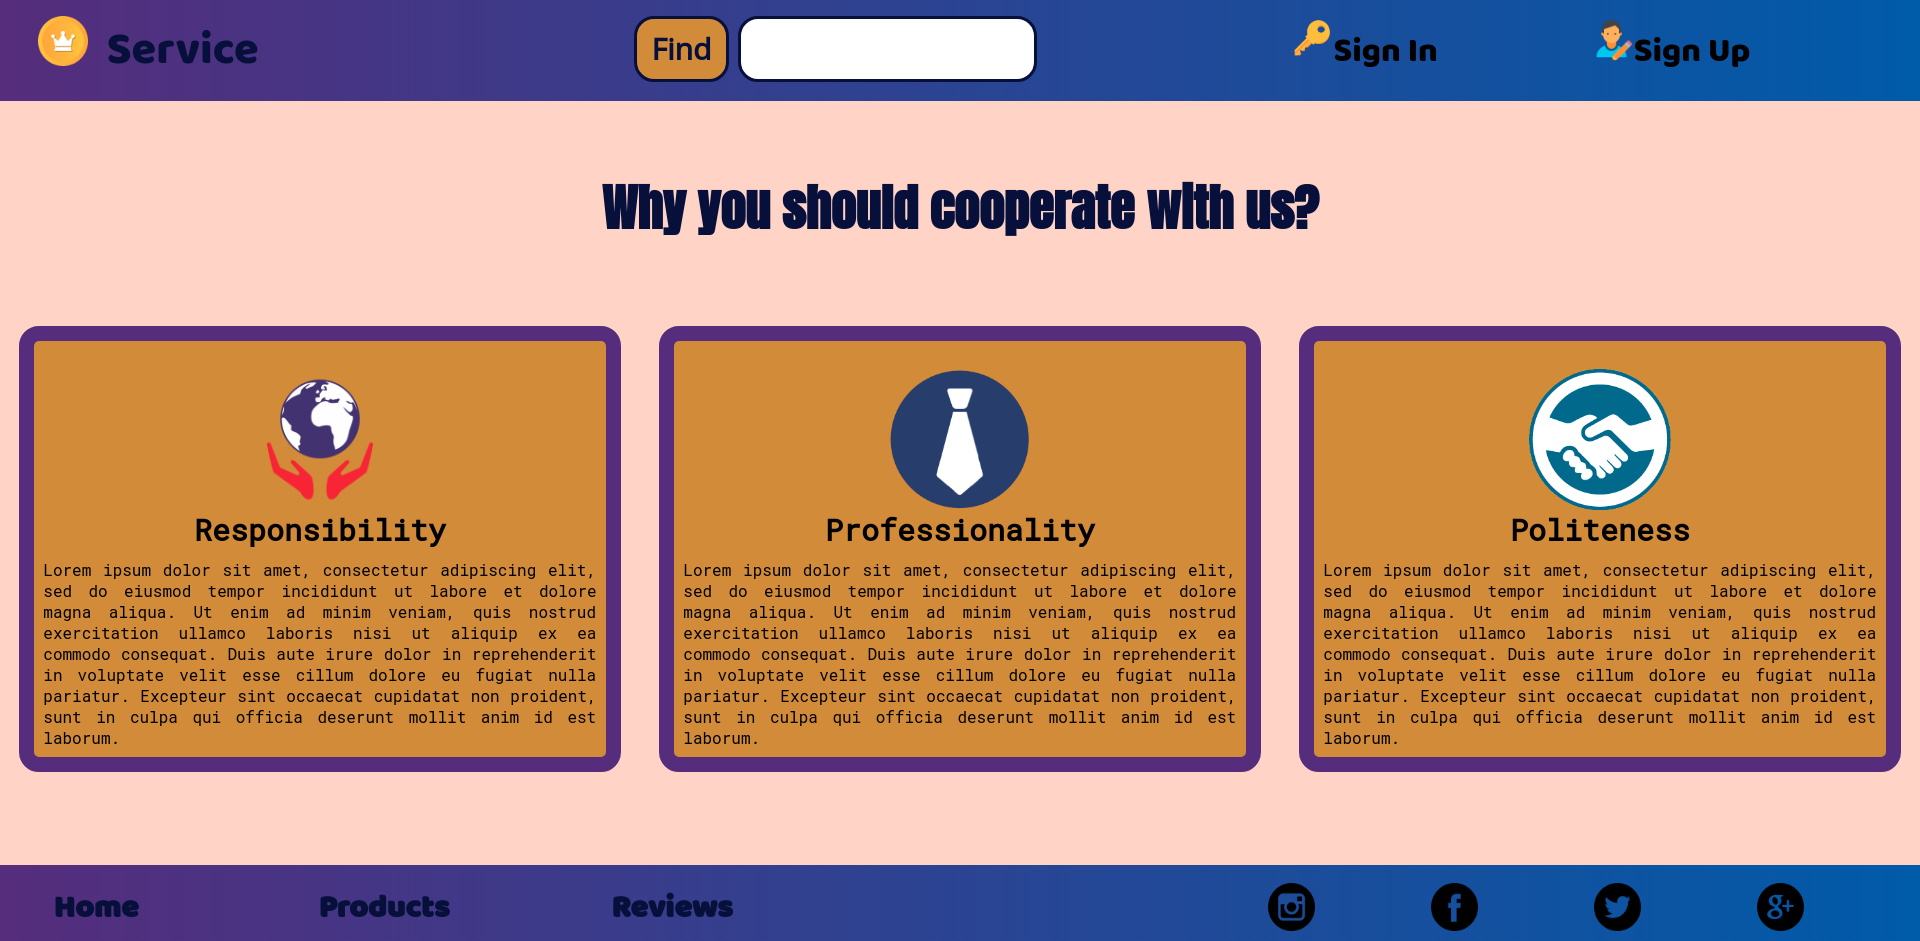 Service
Find
Sign In
Sign Up
Why you should cooperate with us?
Responsibility
Lorem ipsum dolor sit amet, consectetur adipiscing elit,
sed do eiusmod tempor incididunt ut labore et dolore
magna aliqua. Ut enim ad minim veniam, quis nostrud
exercitation ullamco laboris nisi ut aliquip ex ea
commodo consequat. Duis aute irure dolor in reprehenderit
in voluptate velit esse cillum dolore eu fugiat nulla
pariatur. Excepteur sint occaecat cupidatat non proident,
sunt in culpa qui officia deserunt mollit anim id est
laborum.
Professionality
Lorem ipsum dolor sit amet, consectetur adipiscing elit,
sed do eiusmod tempor incididunt ut labore et dolore
magna aliqua. Ut enim ad minim veniam, quis nostrud
exercitation ullamco laboris nisi ut aliquip ex ea
commodo consequat. Duis aute irure dolor in reprehenderit
in voluptate velit esse cillum dolore eu fugiat nulla
pariatur. Excepteur sint occaecat cupidatat non proident,
sunt in culpa qui officia deserunt mollit anim id est
laborum.
Politeness
Lorem ipsum dolor sit amet, consectetur adipiscing elit,
sed do eiusmod tempor incididunt ut labore et dolore
magna aliqua. Ut enim ad minim veniam, quis nostrud
exercitation ullamco laboris nisi ut aliquip ex ea
commodo consequat. Duis aute irure dolor in reprehenderit
in voluptate velit esse cillum dolore eu fugiat nulla
pariatur. Excepteur sint occaecat cupidatat non proident,
sunt in culpa qui officia deserunt mollit anim id est
laborum.
Home
Products
Reviews